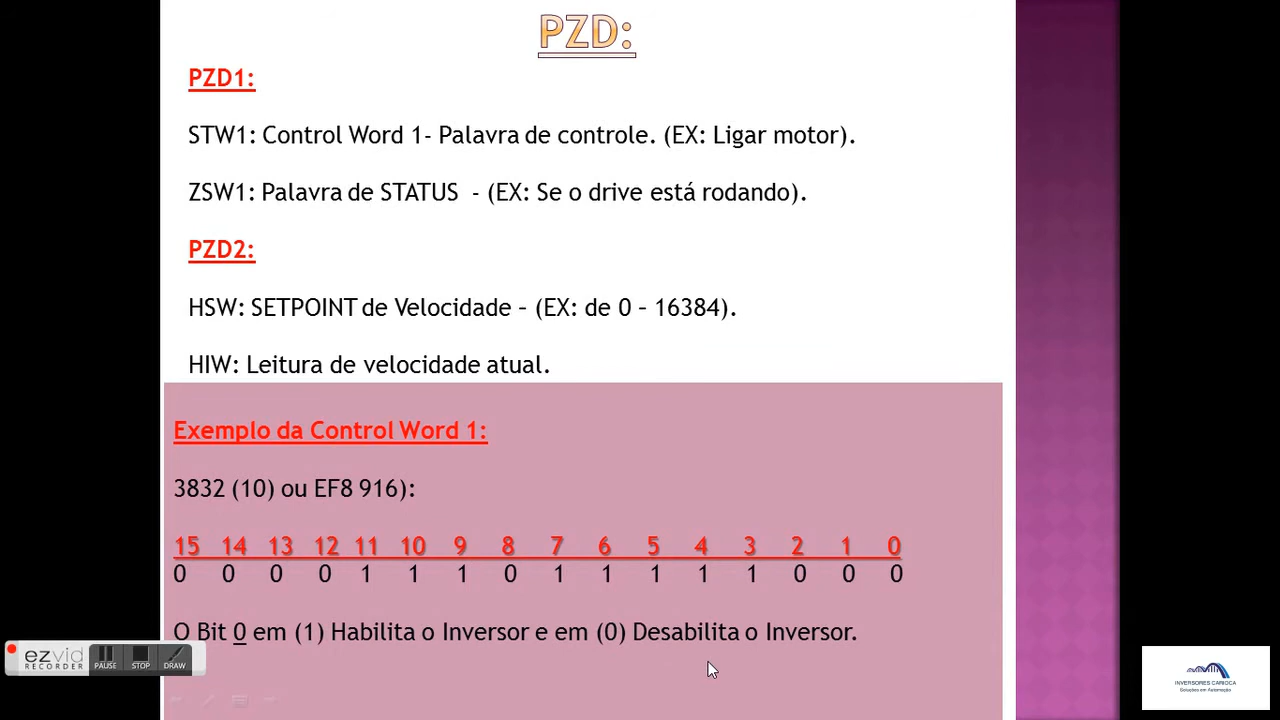 PZD:
PZD1:
STW1: Control Word 1- Palavra de controle. (EX: Ligar motor).
ZSW1: Palavra de STATUS - (EX: Se o drive está rodando).
PZD2:
HSW: SETPOINT de Velocidade – (EX: de 0 – 16384).
HIW: Leitura de velocidade atual.
Exemplo da Control Word 1:
3832 (10) ou EF8 916):
15 14 13 12 11 10 9 8 7 6 5 4 3 2 1 0
0 0 0 0 1 1 1 0 1 1 1 1 1 0 0 0
O Bit 0 em (1) Habilita o Inversor e em (0) Desabilita o Inversor.
ezvid
RECORDER
PAUSE STOP DRAW
INVERSORES CARIOCA
Soluções em Automação